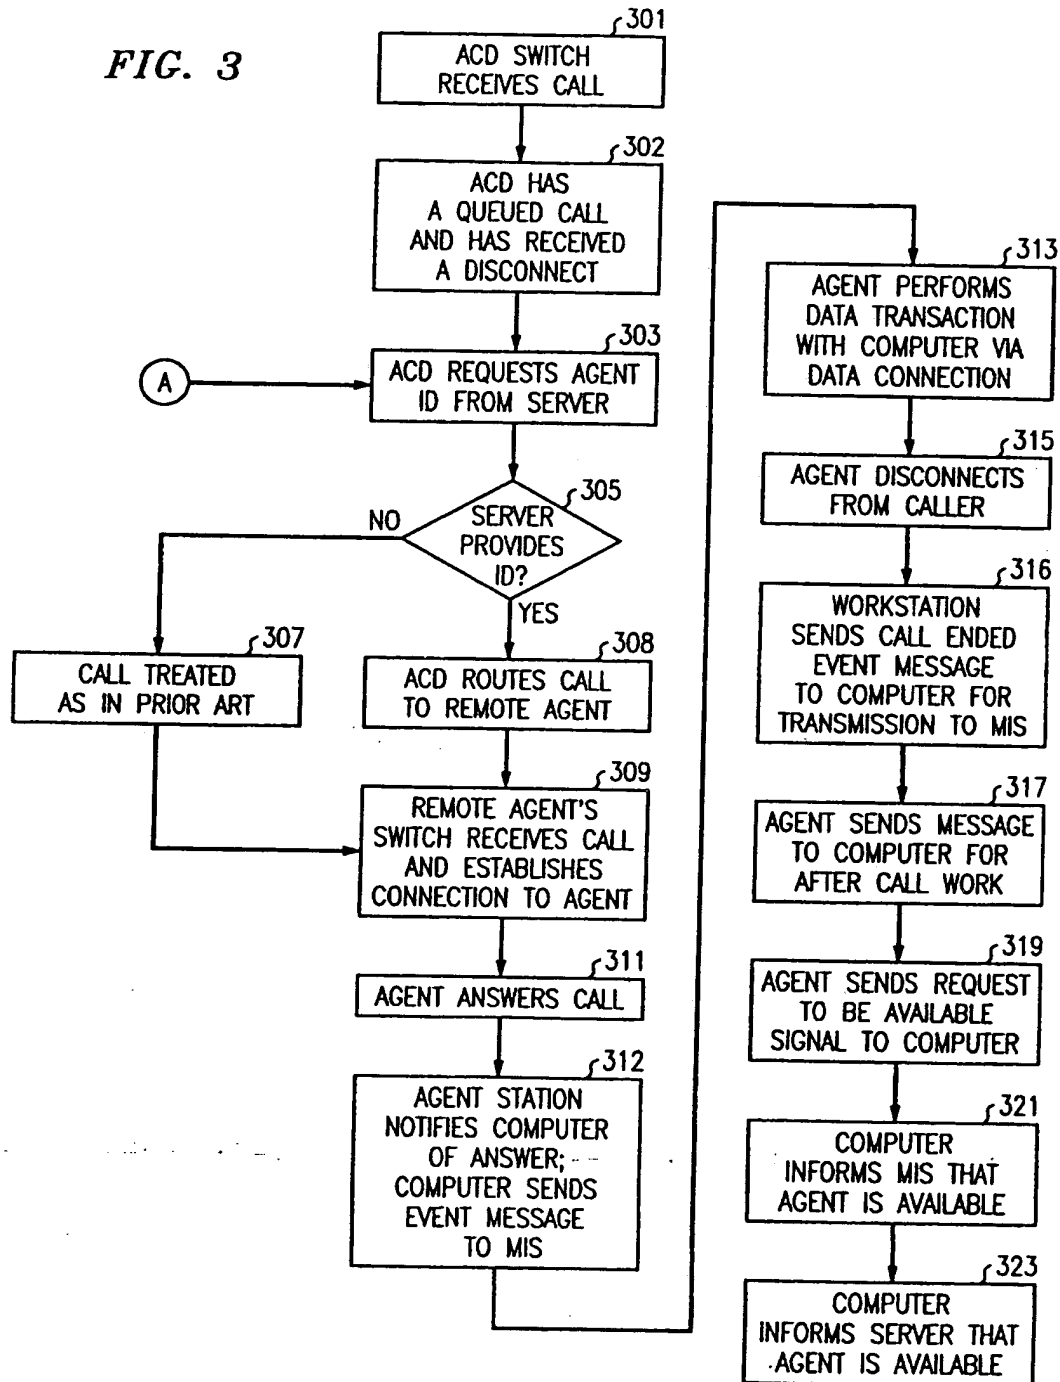 FIG. 3
301
ACD SWITCH
RECEIVES CALL
302
ACD HAS
A QUEUED CALL
AND HAS RECEIVED
A DISCONNECT
303
A
ACD REQUESTS AGENT
ID FROM SERVER
305
SERVER
PROVIDES
ID?
NO
YES
307
CALL TREATED
AS IN PRIOR ART
308
ACD ROUTES CALL
TO REMOTE AGENT
309
REMOTE AGENT'S
SWITCH RECEIVES CALL
AND ESTABLISHES
CONNECTION TO AGENT
311
AGENT ANSWERS CALL
312
AGENT STATION
NOTIFIES COMPUTER
OF ANSWER;
COMPUTER SENDS
EVENT MESSAGE
TO MIS
313
AGENT PERFORMS
DATA TRANSACTION
WITH COMPUTER VIA
DATA CONNECTION
315
AGENT DISCONNECTS
FROM CALLER
316
WORKSTATION
SENDS CALL ENDED
EVENT MESSAGE
TO COMPUTER FOR
TRANSMISSION TO MIS
317
AGENT SENDS MESSAGE
TO COMPUTER FOR
AFTER CALL WORK
319
AGENT SENDS REQUEST
TO BE AVAILABLE
SIGNAL TO COMPUTER
321
COMPUTER
INFORMS MIS THAT
AGENT IS AVAILABLE
323
COMPUTER
INFORMS SERVER THAT
AGENT IS AVAILABLE